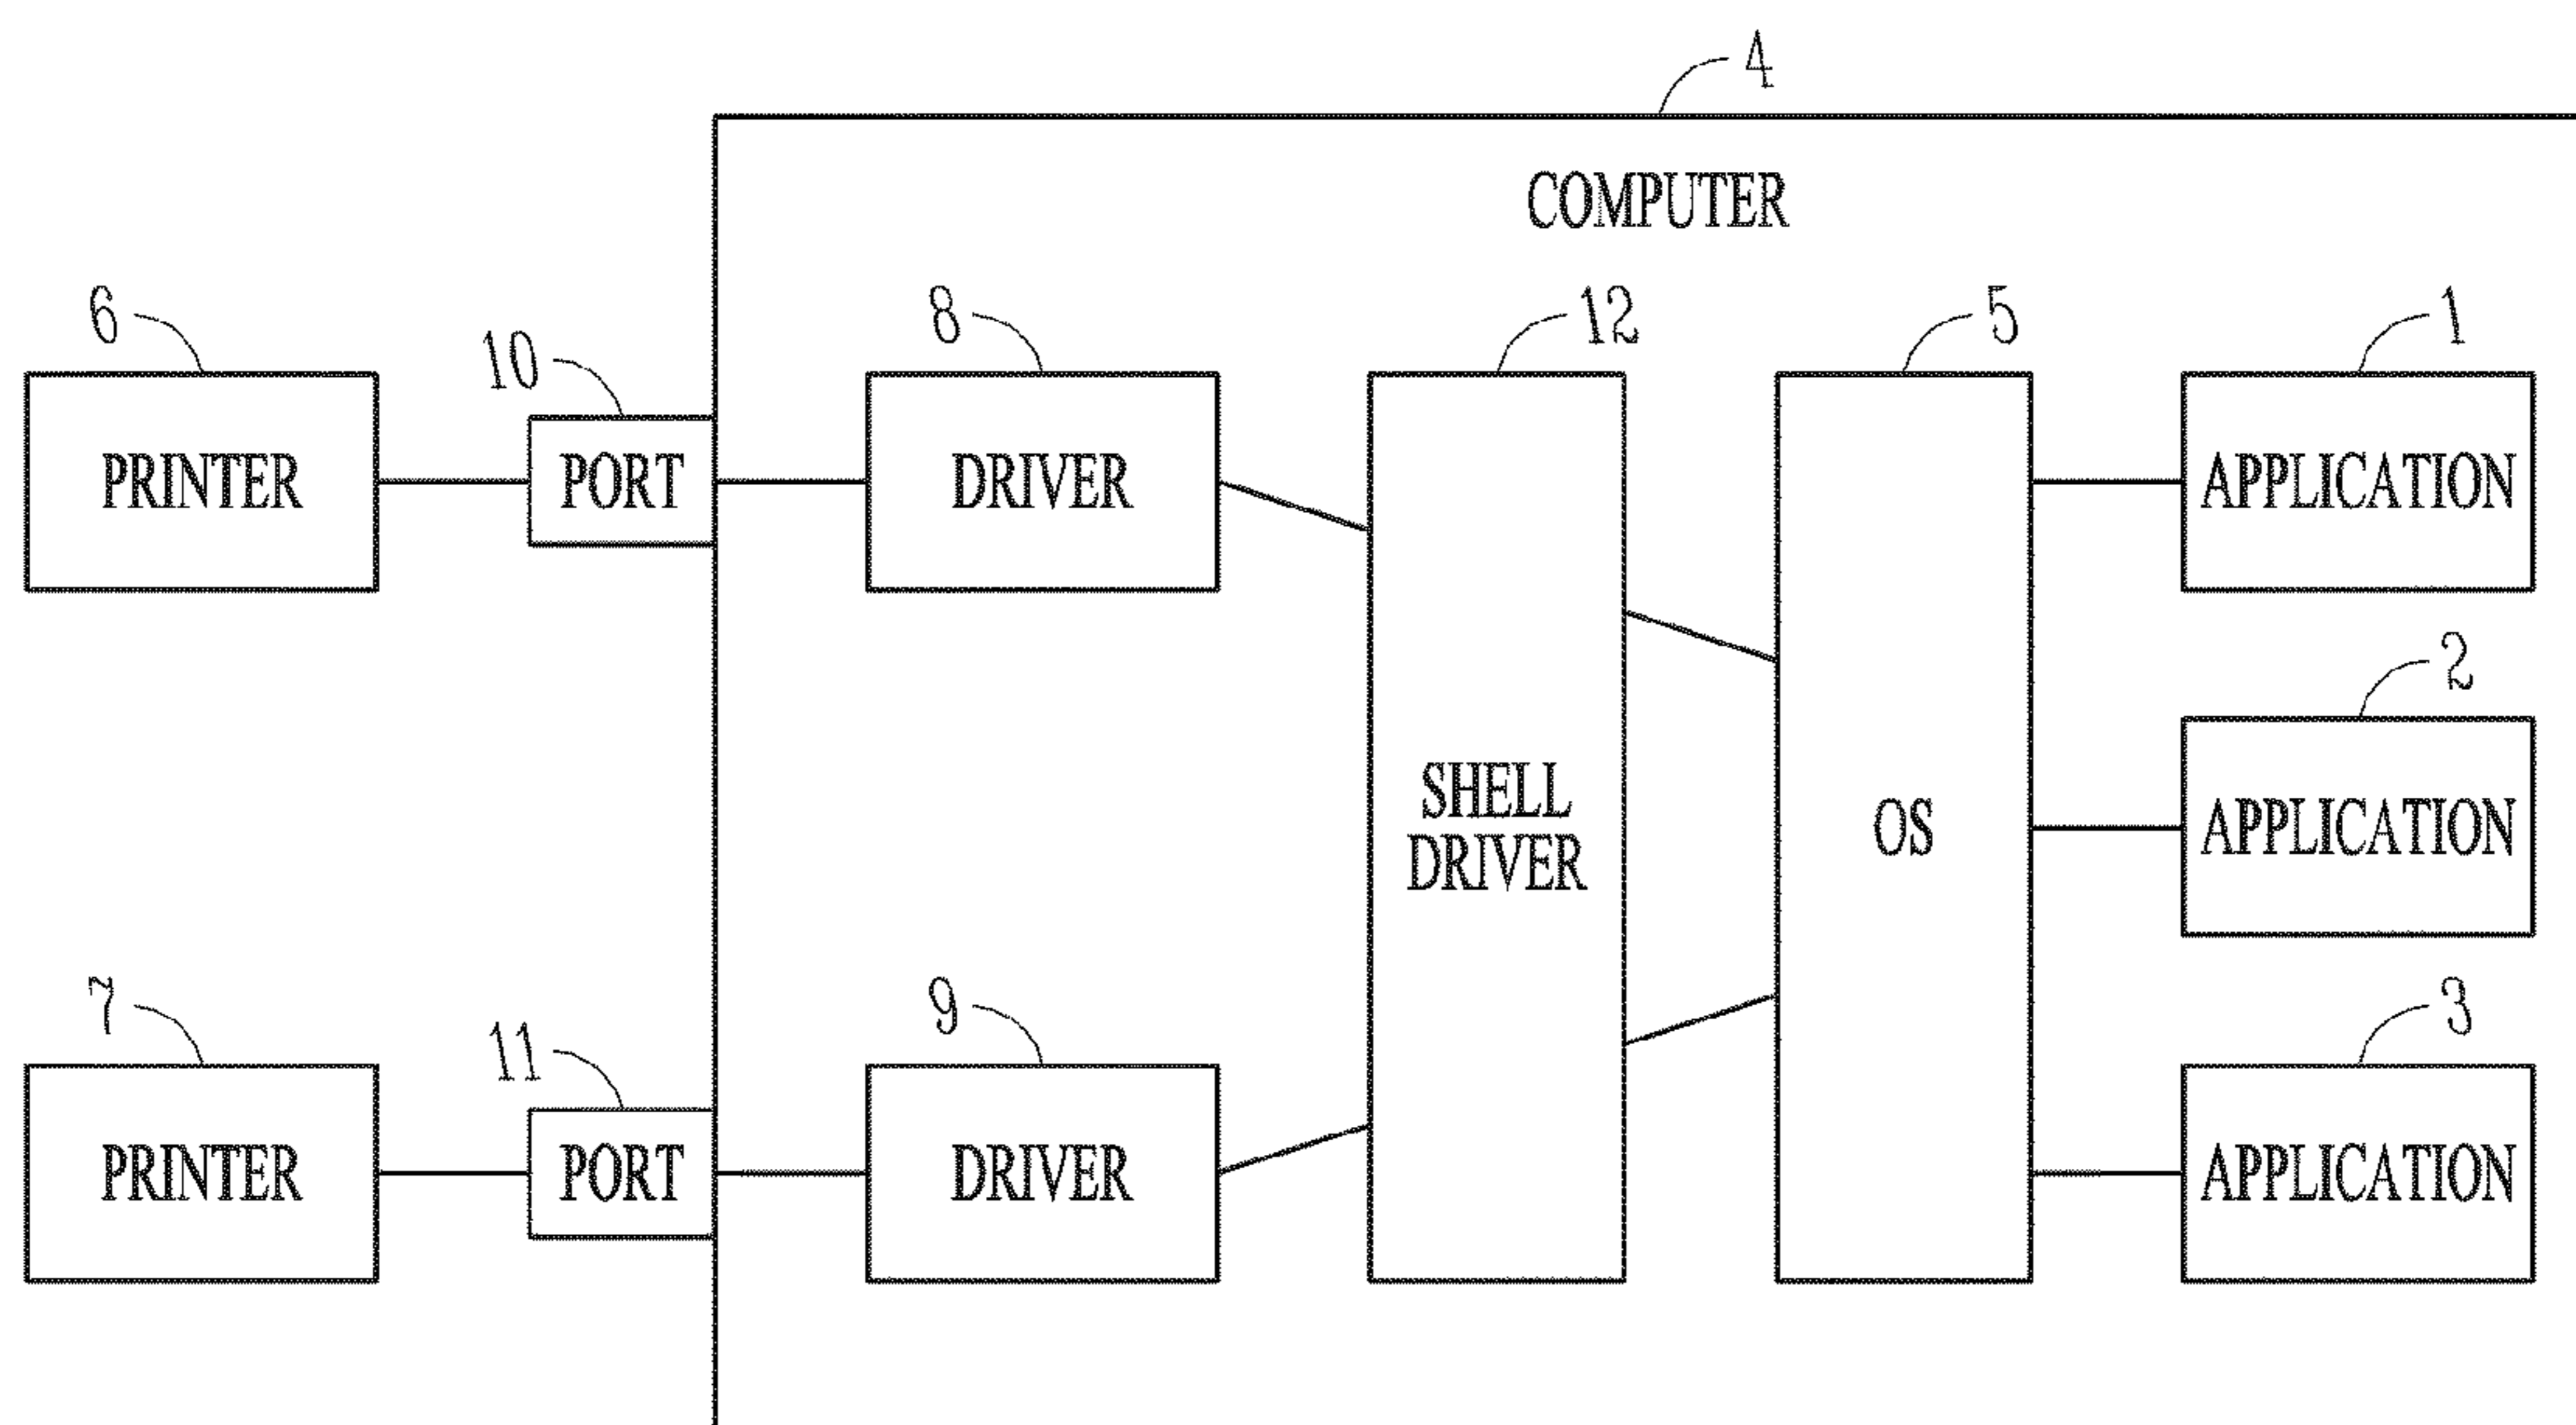 4
COMPUTER
6
10
8
12
5
1
PRINTER
PORT
DRIVER
APPLICATION
2
SHELL
DRIVER
OS
APPLICATION
7
11
9
3
PRINTER
PORT
DRIVER
APPLICATION